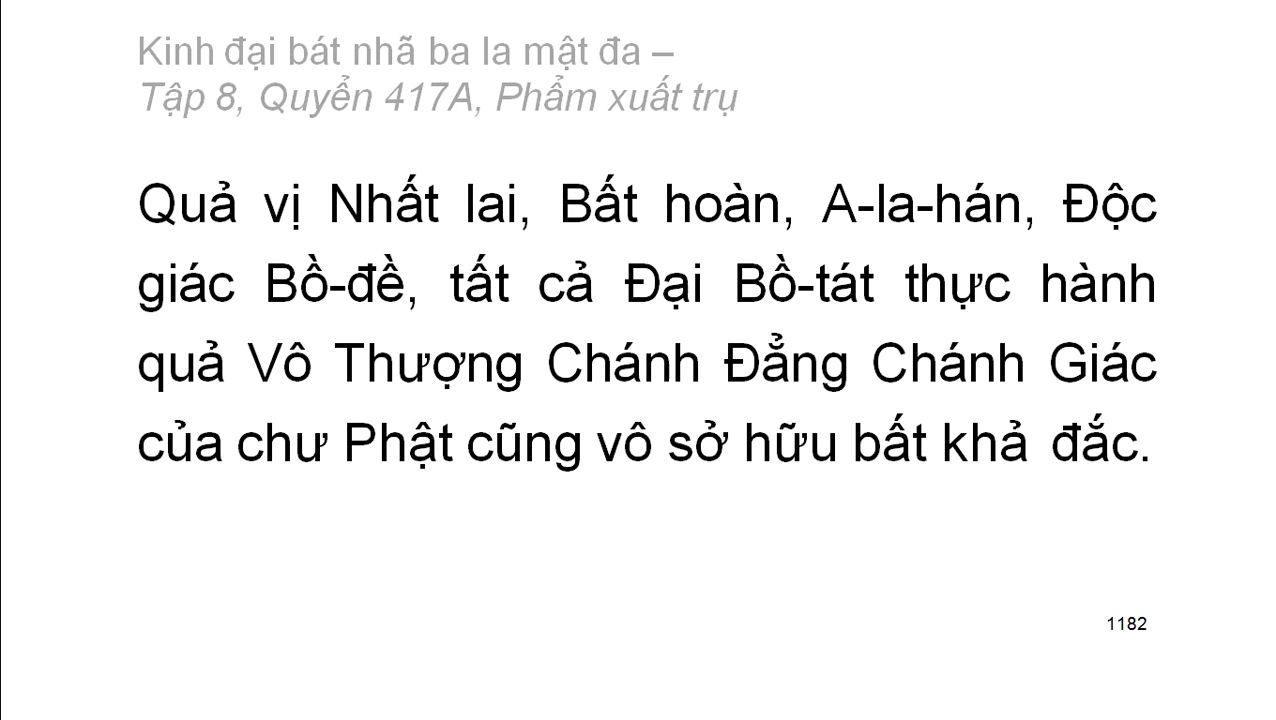 Kinh đại bát nhã ba la mật đa –
Tập 8, Quyển 417A, Phẩm xuất trụ
Quả vị Nhất lai, Bất hoàn, A-la-hán, Độc
giác Bồ-đề, tất cả Đại Bồ-tát thực hành
quả Vô Thượng Chánh Đẳng Chánh Giác
của chư Phật cũng vô sở hữu bất khả đắc.
1182